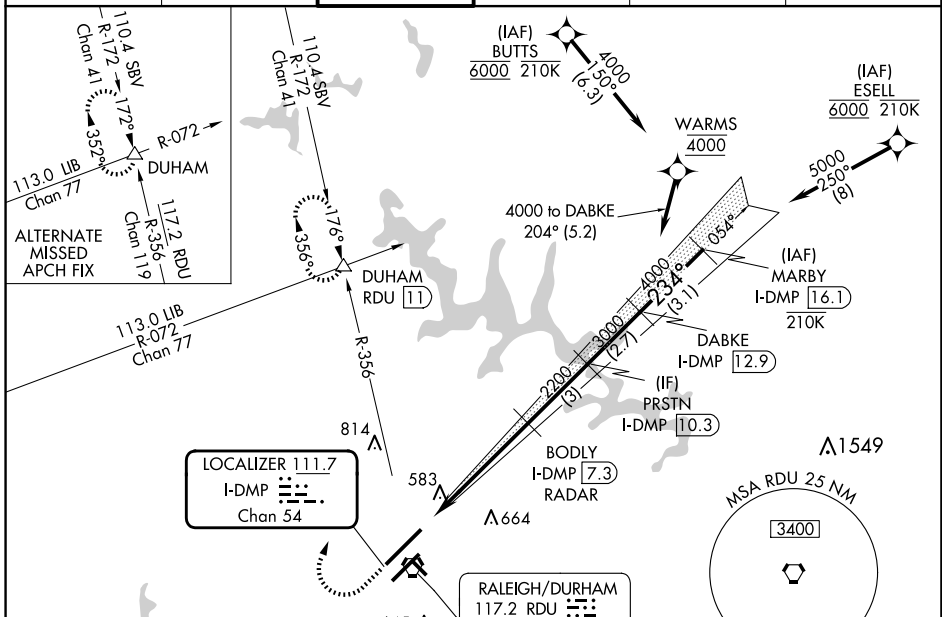 110.4 SBV
R-172
Chan 41
172°
352°
R-072
DUHAM
113.0 LIB
Chan 77
117.2 RDU
R-356
Chan 119
ALTERNATE
MISSED
APCH FIX
110.4 SBV
R-172
Chan 41
176°
356°
DUHAM
RDU 11
113.0 LIB
R-072
Chan 77
R-356
(IAF)
BUTTS
6000 210K
4000
150°
(6.3)
WARMS
4000
4000 to DABKE
204° (5.2)
(IAF)
ESELL
6000 210K
5000
250°
(8)
054°
234°
4000
(3.1)
3000
(2.7)
2200
(3)
(IAF)
MARBY
I-DMP 16.1
210K
DABKE
I-DMP 12.9
(IF)
PRSTN
I-DMP 10.3
BODLY
I-DMP 7.3
RADAR
814
583
664
1549
LOCALIZER 111.7
I-DMP
Chan 54
MSA RDU 25 NM
3400
RALEIGH/DURHAM
117.2 RDU